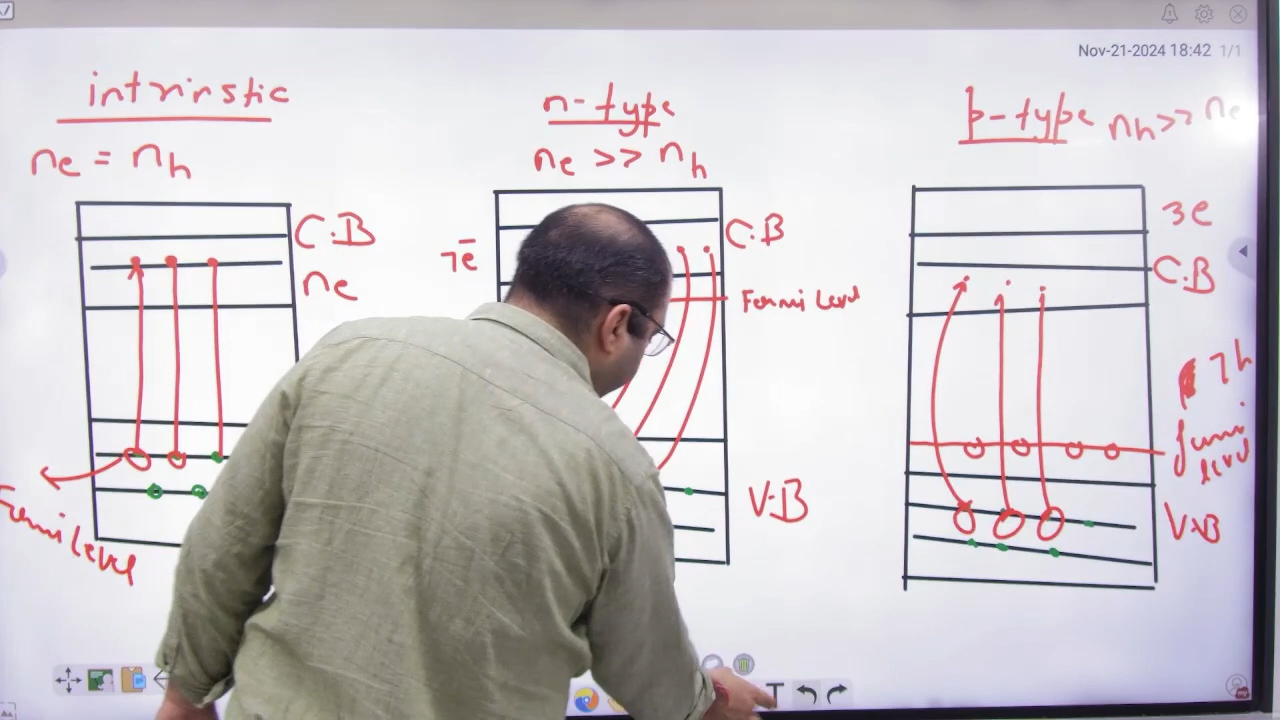 Nov-21-2024 18:42 1/1
intrinstic
ne = nh
C.B
ne
Fermi Level
n-type
ne >> nh
7e̅
C.B
Fermi Level
V.B
p-type nh >> ne
3e
C.B
7h
fermi
level
V.B
T